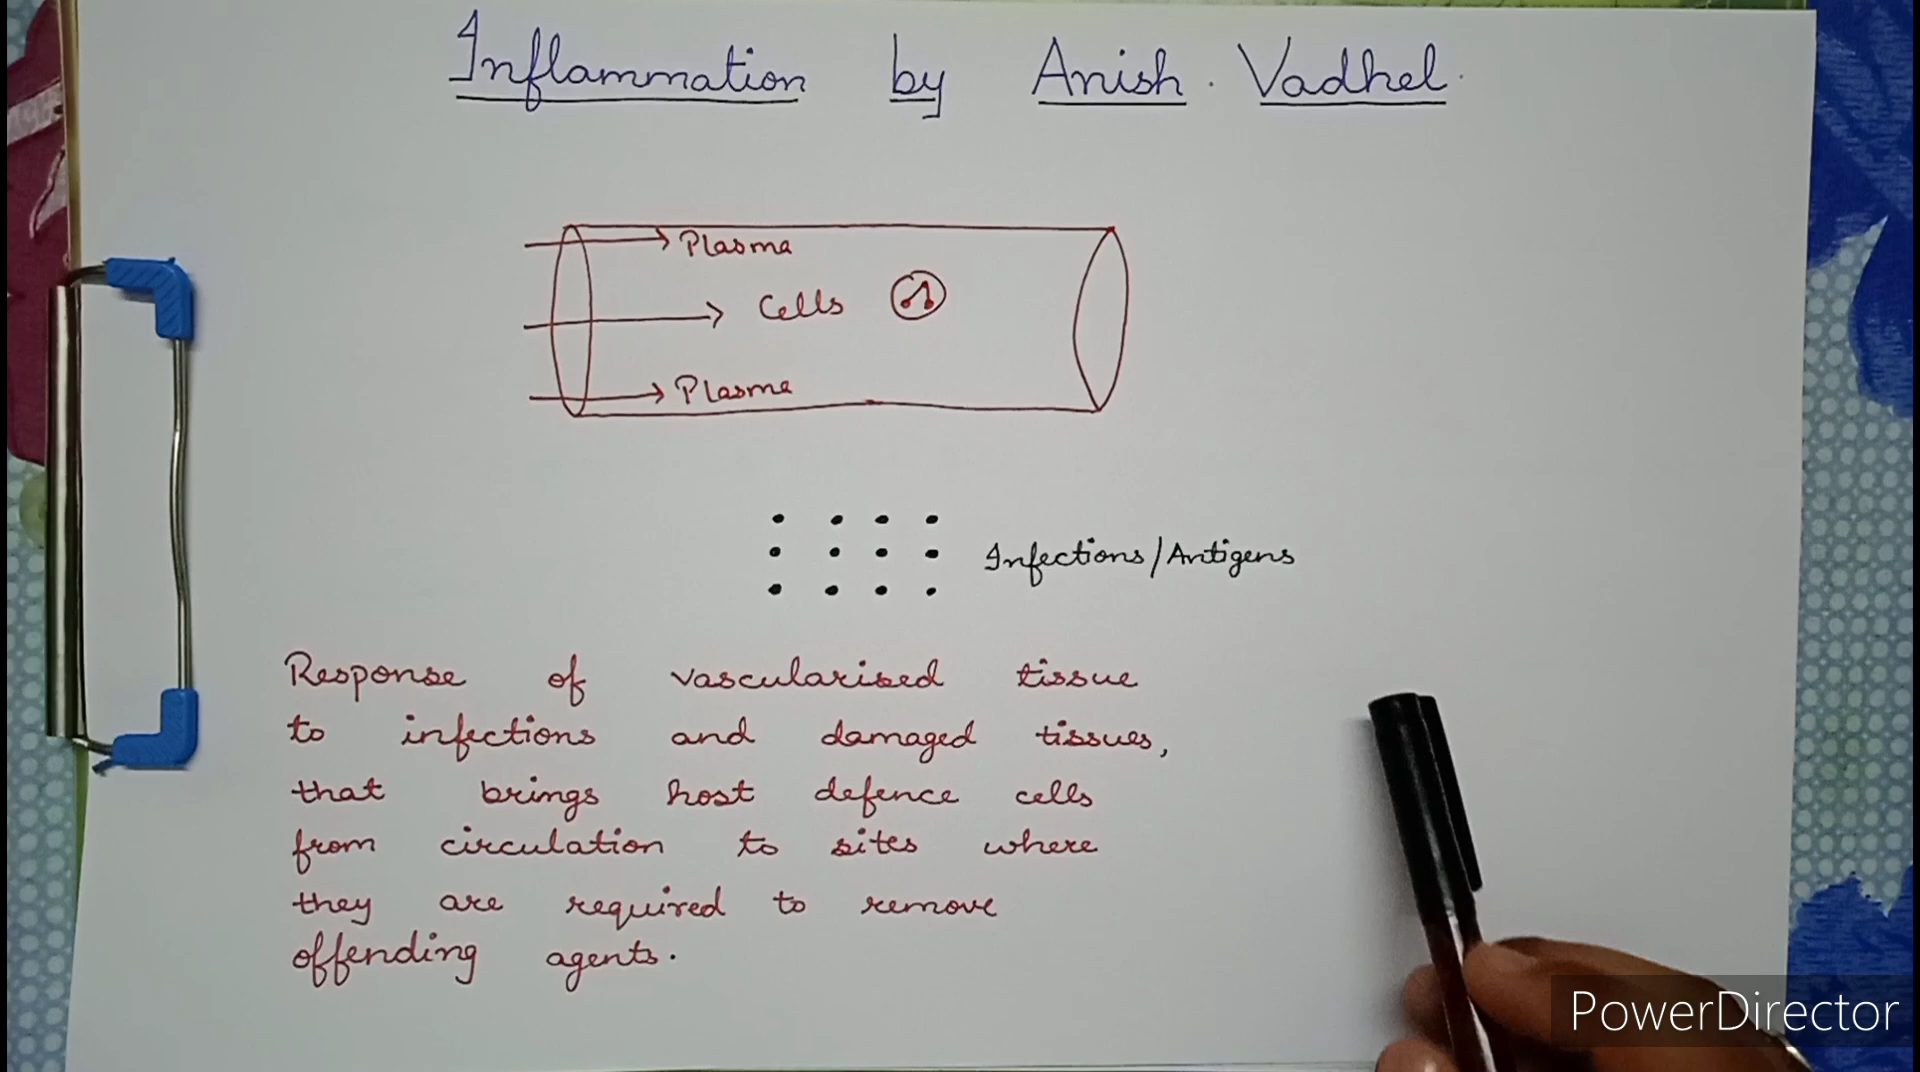 Inflammation by Anish. Vadhel.
Plasma
Cells
Plasma
Infections/Antigens
Response of vascularised tissue
to infections and damaged tissues,
that brings host defence cells
from circulation to sites where
they are required to remove
offending agents.
PowerDirector